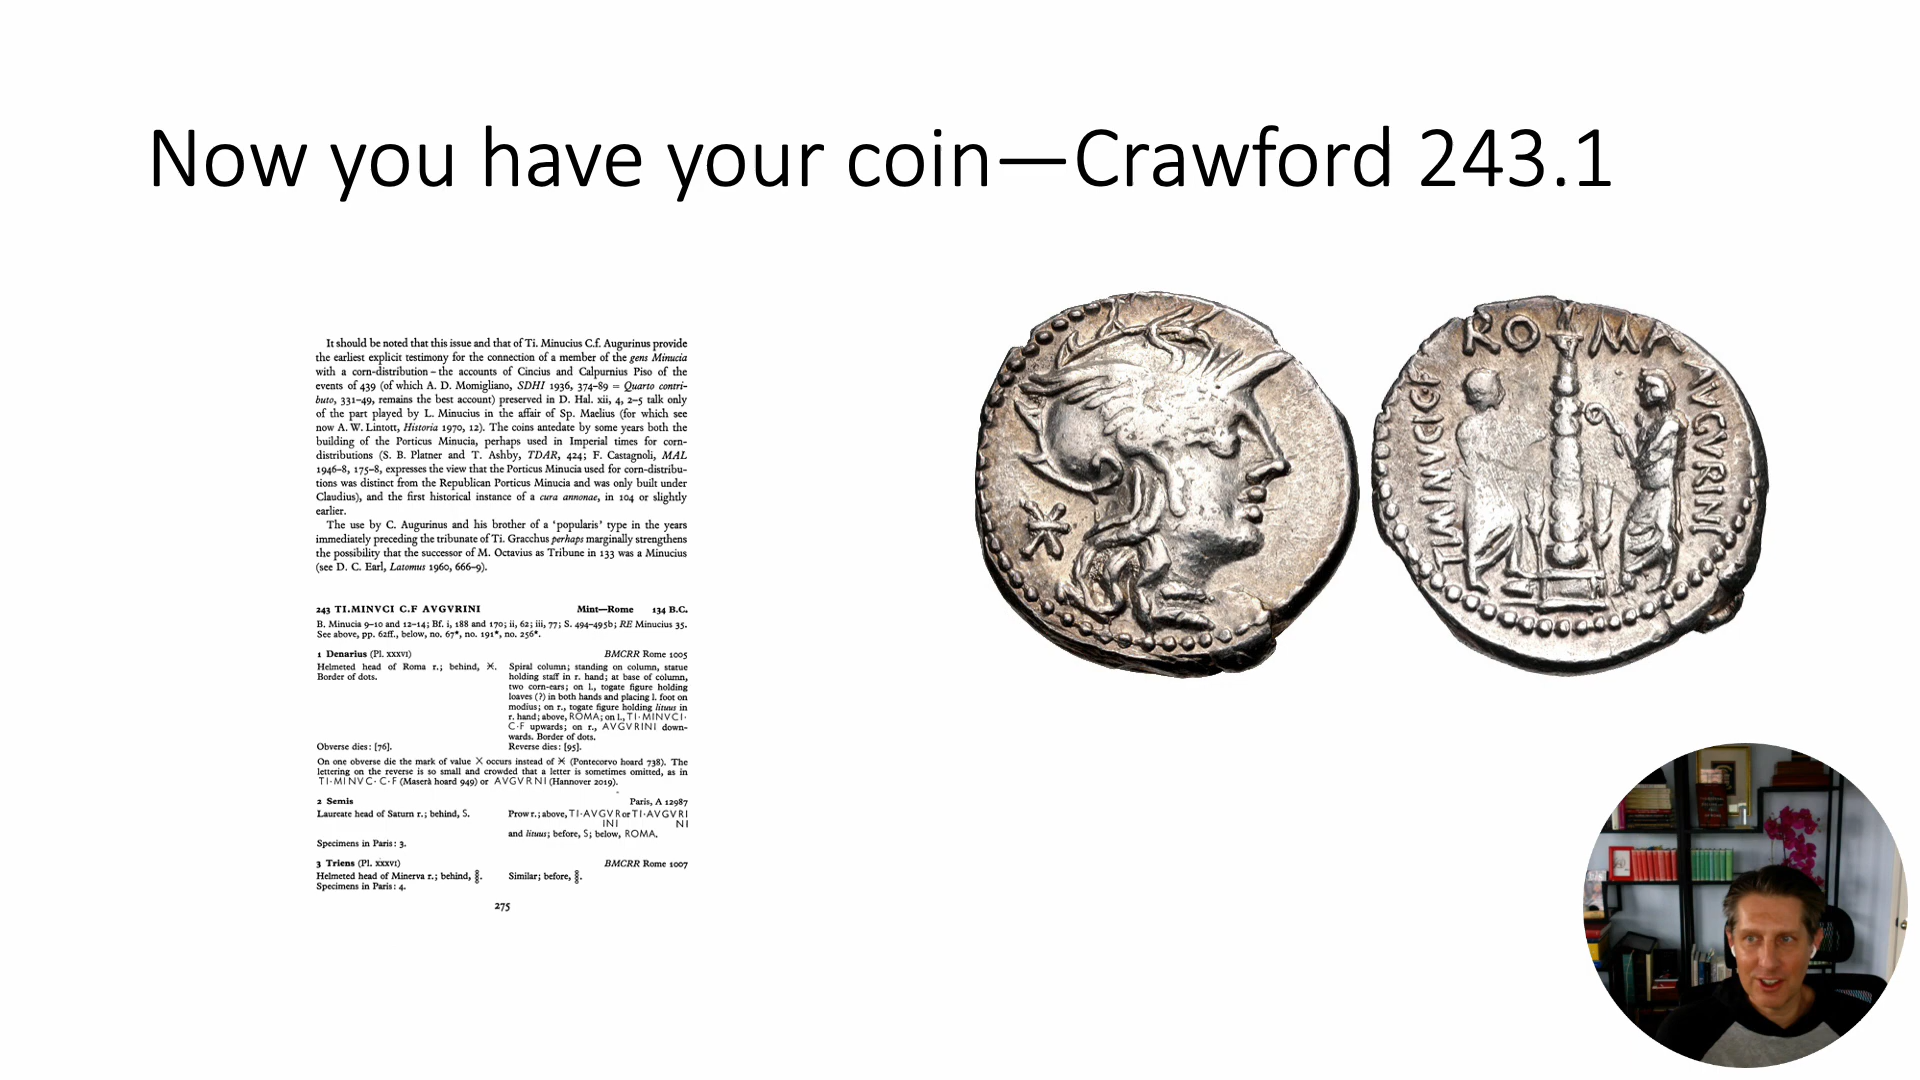 Now you have your coin—Crawford 243.1
It should be noted that this issue and that of Ti. Minucius C.f. Augurinus provide
the earliest explicit testimony for the connection of a member of the gens Minucia
with a corn-distribution – the accounts of Cincius and Calpurnius Piso of the
events of 439 (of which A. D. Momigliano, SDHI 1936, 374–89 = Quarto contri-
buto, 331–49, remains the best account) preserved in D. Hal. xii, 4, 2–5 talk only
of the part played by L. Minucius in the affair of Sp. Maelius (for which see
now A. W. Lintott, Historia 1970, 12). The coins antedate by some years both the
building of the Porticus Minucia, perhaps used in Imperial times for corn-
distributions (S. B. Platner and T. Ashby, TDAR, 424; F. Castagnoli, MAL
1946–8, 175–8, expresses the view that the Porticus Minucia used for corn-distribu-
tions was distinct from the Republican Porticus Minucia and was only built under
Claudius), and the first historical instance of a cura annonae, in 104 or slightly
earlier.
The use by C. Augurinus and his brother of a ‘popularis’ type in the years
immediately preceding the tribunate of Ti. Gracchus perhaps marginally strengthens
the possibility that the successor of M. Octavius as Tribune in 133 was a Minucius
(see D. C. Earl, Latomus 1960, 666–9).
243 TI.MINVCI C.F AVGVRINI Mint—Rome 134 B.C.
B. Minucia 9–10 and 12–14; Bf. i, 188 and 170; ii, 62; iii, 77; S. 494–495b; RE Minucius 35.
See above, pp. 62ff., below, no. 67*, no. 191*, no. 256*.
1 Denarius (Pl. XXXVI) BMCRR Rome 1005
Helmeted head of Roma r.; behind, Ӿ.
Border of dots.
Spiral column; standing on column, statue
holding staff in r. hand; at base of column,
two corn-ears; on l., togate figure holding
loaves (?) in both hands and placing l. foot on
modius; on r., togate figure holding lituus in
r. hand; above, ROMA; on l., TI·MINVCI·
C·F upwards; on r., AVGVRINI down-
wards. Border of dots.
Obverse dies: [76]. Reverse dies: [95].
On one obverse die the mark of value X occurs instead of Ӿ (Pontecorvo hoard 738). The
lettering on the reverse is so small and crowded that a letter is sometimes omitted, as in
TI·MINVC·C·F (Maserà hoard 949) or AVGVRNI (Hannover 2019).
2 Semis Paris, A 12987
Laureate head of Saturn r.; behind, S.
Prow r.; above, TI·AVGVR or TI·AVGVRI
INI NI
and lituus; before, S; below, ROMA.
Specimens in Paris: 3.
3 Triens (Pl. XXXVI) BMCRR Rome 1007
Helmeted head of Minerva r.; behind,
Similar; before,
Specimens in Paris: 4.
275
Ӿ
ROMA
TI MINVCI C F
AVGVRINI